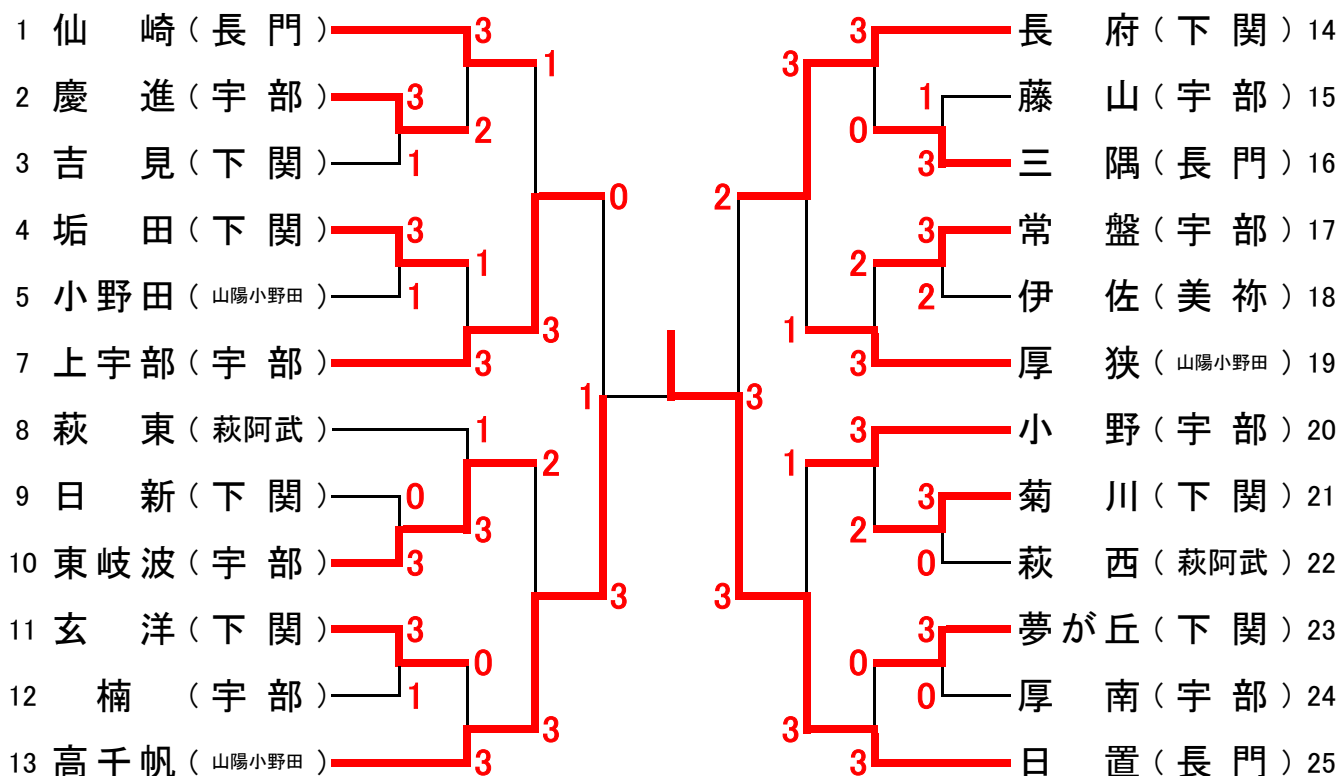 1 仙崎(長門) 3 3 長府(下関) 14
1 3
2 慶進(宇部) 3 1 藤山(宇部) 15
2 0
3 吉見(下関) 1 3 三隅(長門) 16
0 2
4 垢田(下関) 3 3 常盤(宇部) 17
1 2
5 小野田(山陽小野田) 1 2 伊佐(美祢) 18
3 1
7 上宇部(宇部) 3 3 厚狭(山陽小野田) 19
1 3
8 萩東(萩阿武) 1 3 小野(宇部) 20
2 1
9 日新(下関) 0 3 菊川(下関) 21
3 2
10 東岐波(宇部) 3 0 萩西(萩阿武) 22
3 3
11 玄洋(下関) 3 3 夢が丘(下関) 23
0 0
12 楠(宇部) 1 0 厚南(宇部) 24
3 3
13 高千帆(山陽小野田) 3 3 日置(長門) 25